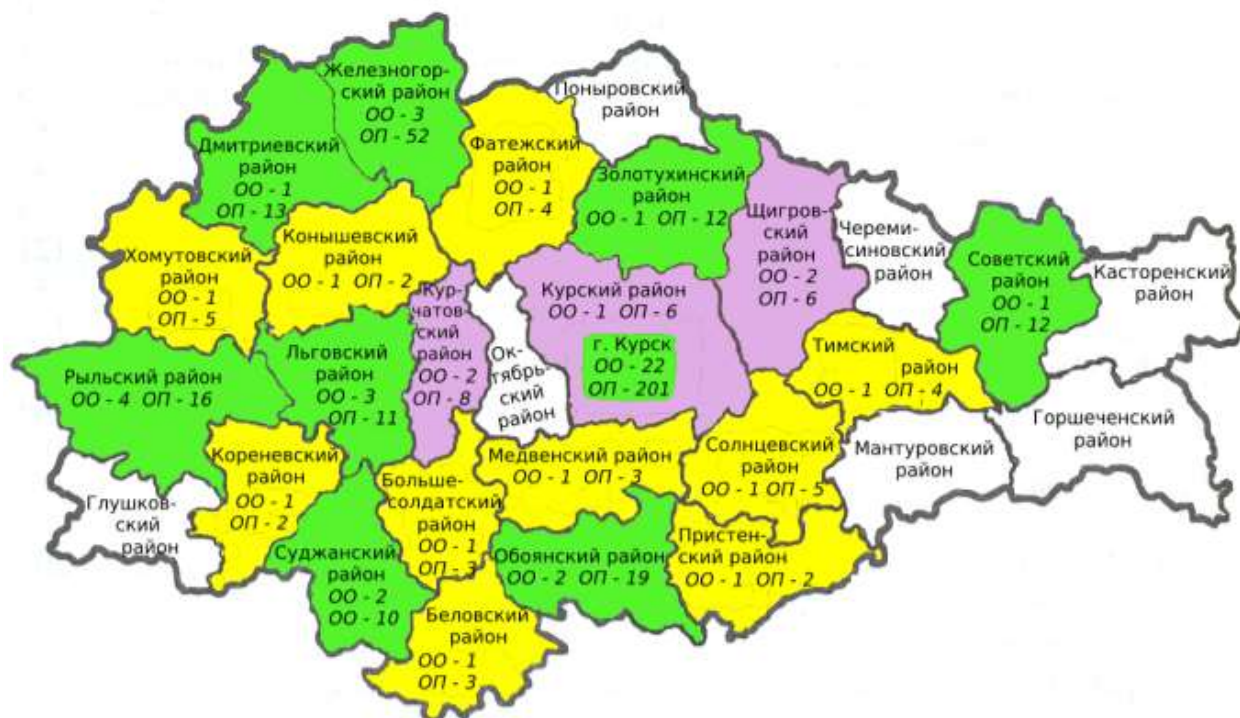 Железногор-
ский район
ОО - 3
ОП - 52
Поныровский
район
Дмитриевский
район
ОО - 1
ОП - 13
Фатежский
район
ОО - 1
ОП - 4
Золотухинский
район
ОО - 1 ОП - 12
Щигров-
ский
район
ОО - 2
ОП - 6
Череми-
синовский
район
Советский
район
ОО - 1
ОП - 12
Касторенский
район
Хомутовский
район
ОО - 1
ОП - 5
Конышевский
район
ОО - 1 ОП - 2
Кур-
чатов-
ский
район
ОО - 2
ОП - 8
Ок-
тябрь-
ский
район
Курский район
ОО - 1 ОП - 6
г. Курск
ОО - 22
ОП - 201
Тимский
район
ОО - 1 ОП - 4
Рыльский район
ОО - 4 ОП - 16
Льговский
район
ОО - 3
ОП - 11
Горшеченский
район
Мантуровский
район
Солнцевский
район
ОО - 1 ОП - 5
Медвенский район
ОО - 1 ОП - 3
Кореневский
район
ОО - 1
ОП - 2
Больше-
солдатский
район
ОО - 1
ОП - 3
Глушков-
ский
район
Суджанский
район
ОО - 2
ОО - 10
Обоянский район
ОО - 2 ОП - 19
Пристен-
ский район
ОО - 1 ОП - 2
Беловский
район
ОО - 1
ОП - 3